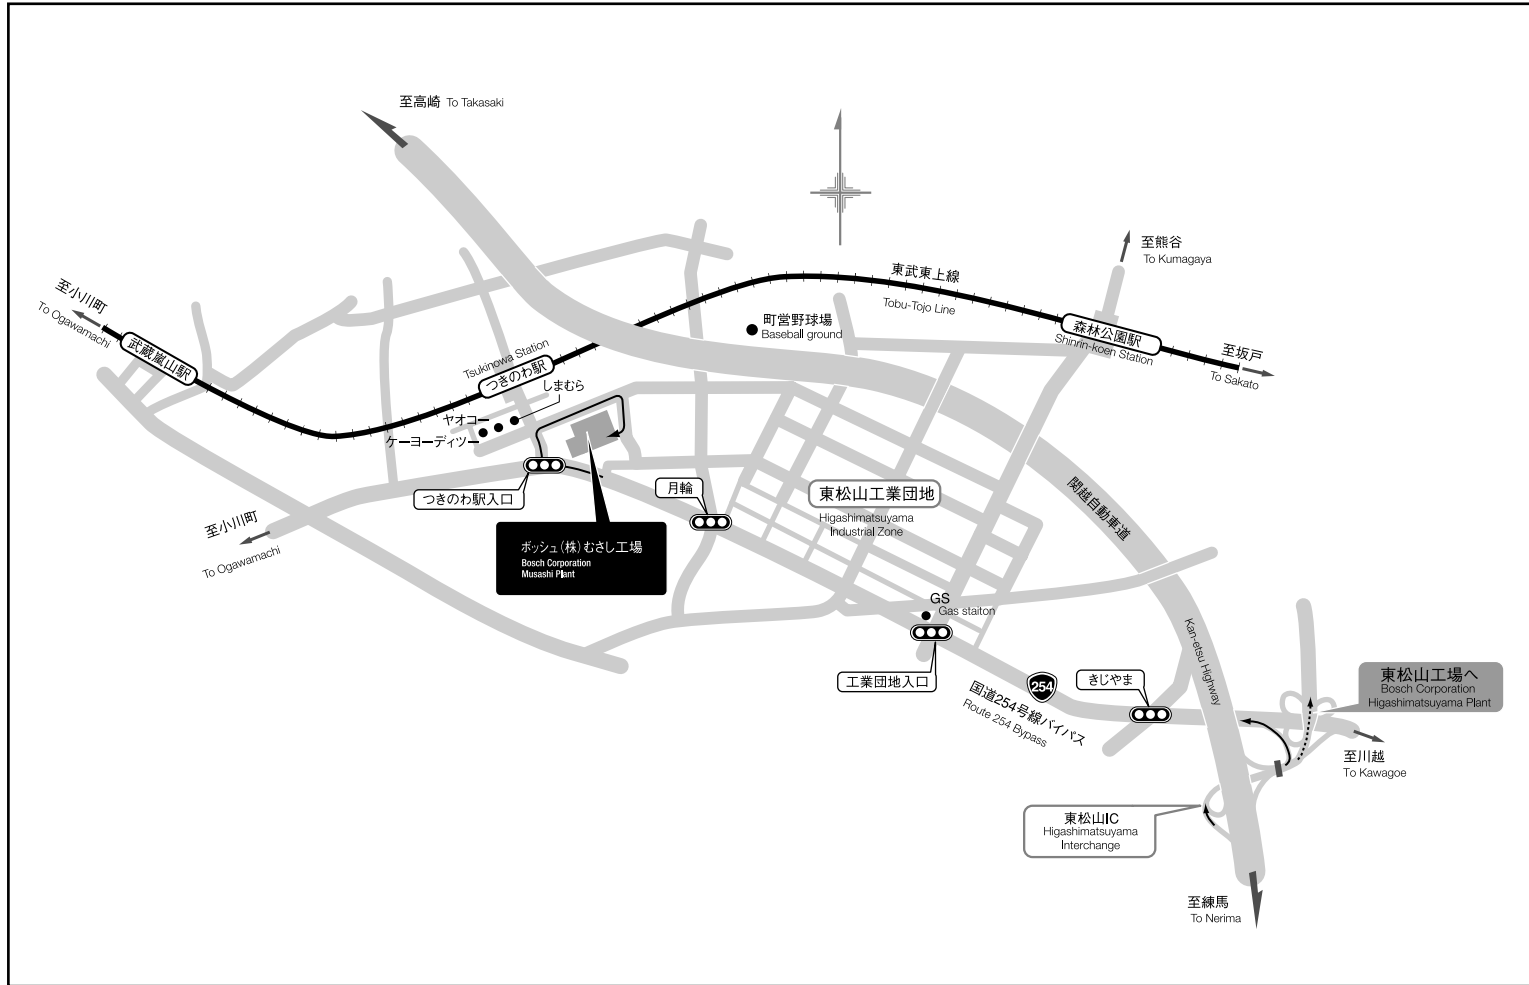 至高崎 To Takasaki
至熊谷
To Kumagaya
東武東上線
Tobu-Tojo Line
至小川町
To Ogawamachi
武蔵嵐山駅
Tsukinowa Station
つきのわ駅
町営野球場
Baseball ground
森林公園駅
Shinrin-koen Station
至坂戸
To Sakato
しまむら
ヤオコー
ケーヨーディツー
つきのわ駅入口
月輪
東松山工業団地
Higashimatsuyama
Industrial Zone
関越自動車道
至小川町
To Ogawamachi
ボッシュ(株)むさし工場
Bosch Corporation
Musashi Plant
GS
Gas staiton
工業団地入口
254
国道254号線バイパス
Route 254 Bypass
きじやま
Kan-etsu Highway
東松山工場へ
Bosch Corporation
Higashimatsuyama Plant
至川越
To Kawagoe
東松山IC
Higashimatsuyama
Interchange
至練馬
To Nerima